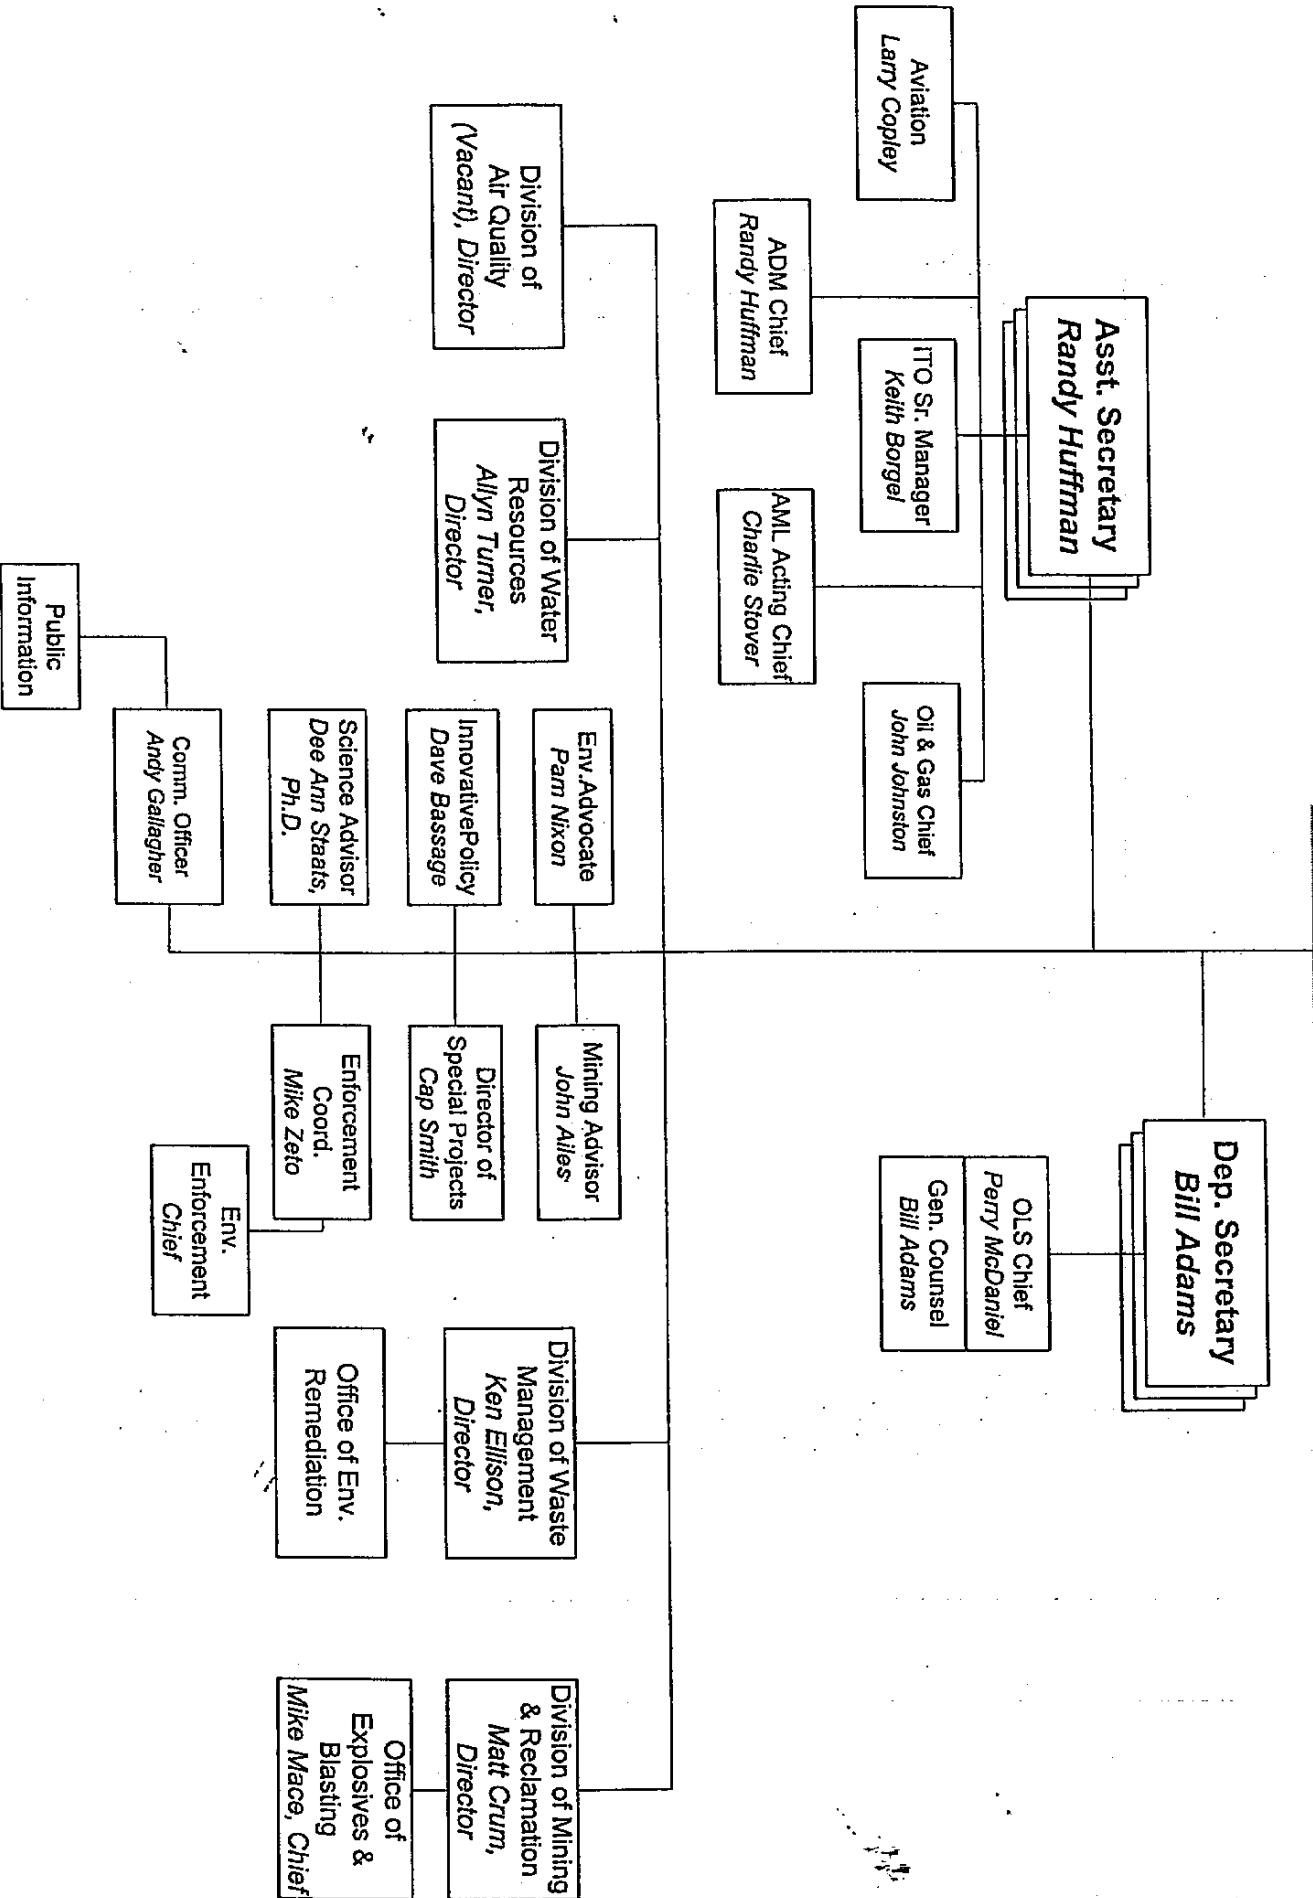 Dep. Secretary
Bill Adams
OLS Chief
Perry McDaniel
Gen. Counsel
Bill Adams
Asst. Secretary
Randy Huffman
Aviation
Larry Copley
ADM Chief
Randy Huffman
ITO Sr. Manager
Keith Borgel
AML Acting Chief
Charlie Stover
Oil & Gas Chief
John Johnston
Division of
Air Quality
(Vacant), Director
Division of Water
Resources
Allyn Turner,
Director
Env.Advocate
Pam Nixon
Mining Advisor
John Ailes
InnovativePolicy
Dave Bassage
Director of
Special Projects
Cap Smith
Science Advisor
Dee Ann Staats,
Ph.D.
Enforcement
Coord.
Mike Zeto
Env.
Enforcement
Chief
Comm. Officer
Andy Gallagher
Public
Information
Division of Waste
Management
Ken Ellison,
Director
Office of Env.
Remediation
Division of Mining
& Reclamation
Matt Crum,
Director
Office of
Explosives &
Blasting
Mike Mace, Chief